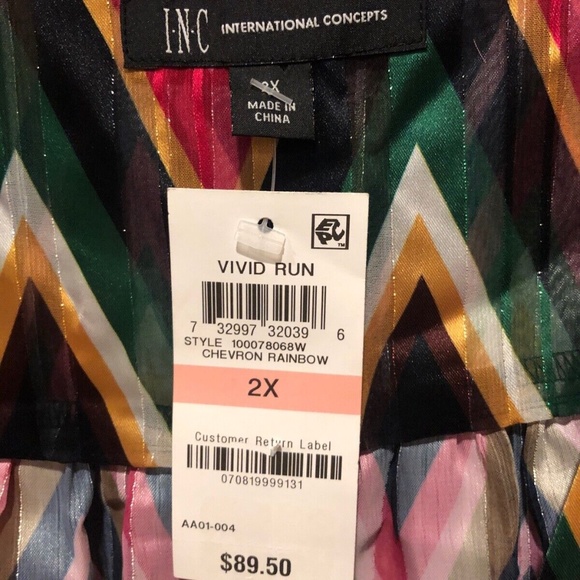 I·N·C INTERNATIONAL CONCEPTS
2X
MADE IN
CHINA
EPC™
VIVID RUN
7 32997 32039 6
STYLE 100078068W
CHEVRON RAINBOW
2X
Customer Return Label
070819999131
AA01-004
$89.50